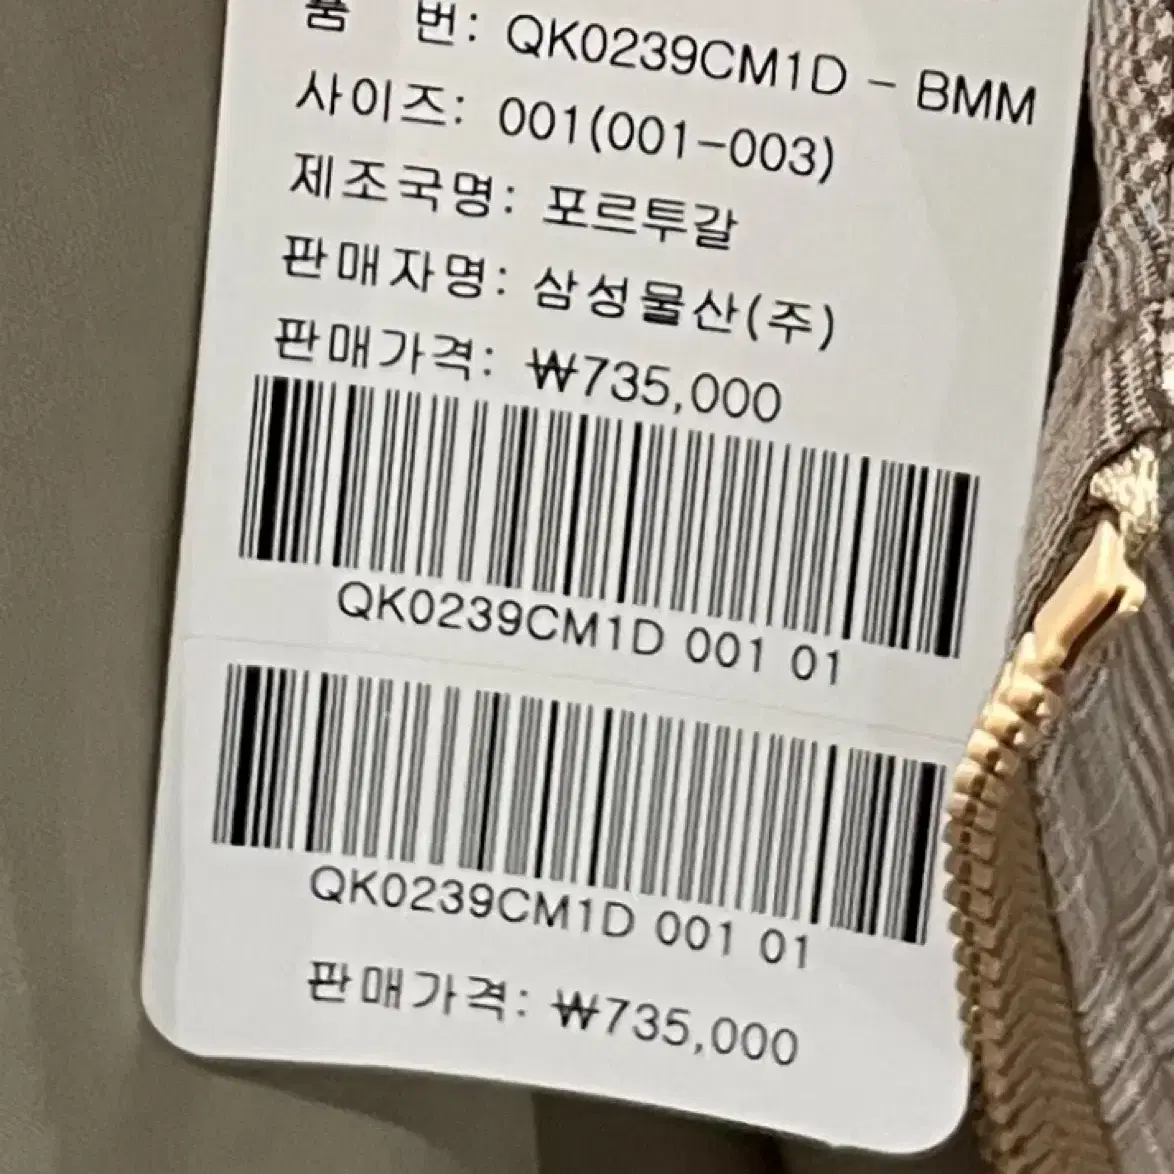 품 번: QK0239CM1D - BMM
사이즈: 001(001-003)
제조국명: 포르투갈
판매자명: 삼성물산(주)
판매가격: ₩735,000
QK0239CM1D 001 01
QK0239CM1D 001 01
판매가격: ₩735,000